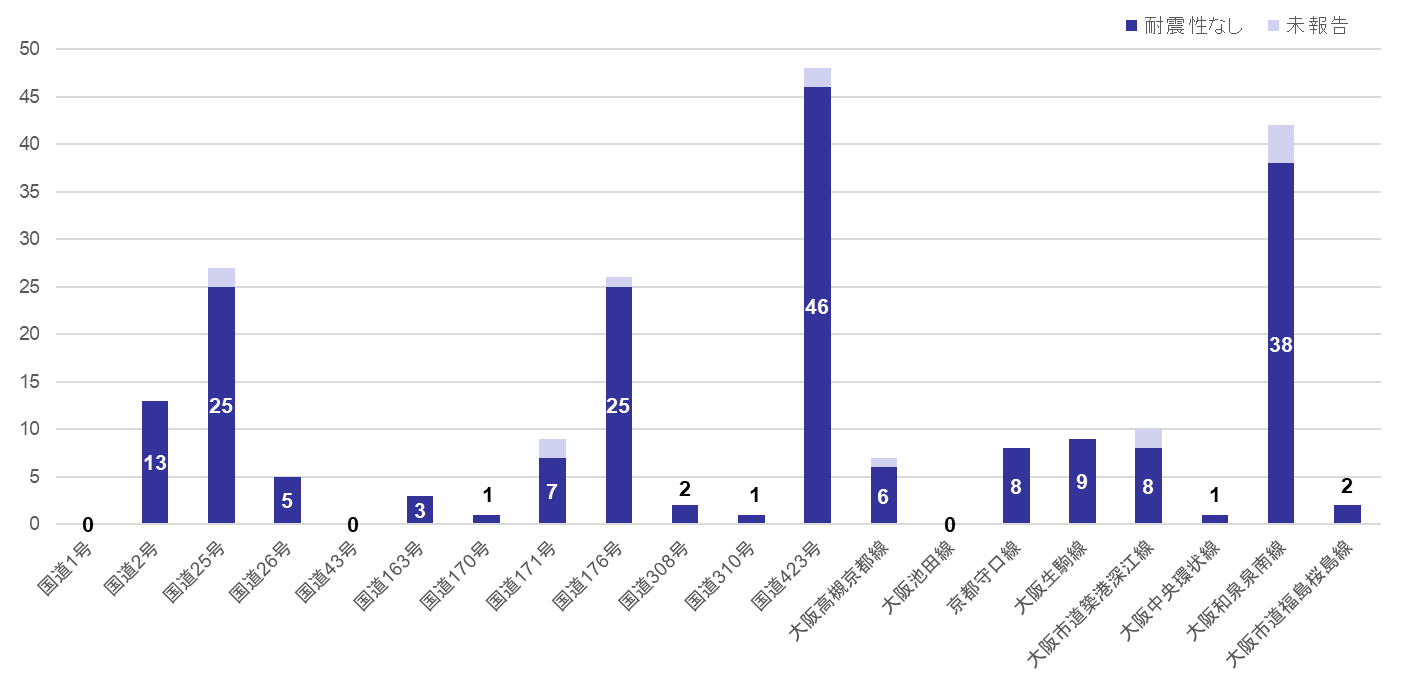 耐震性なし 未報告
50
45
40
35
30
25
20
15
10
5
0
0
13
25
5
0
3
1
7
25
2
1
46
6
0
8
9
8
1
38
2
国道1号
国道2号
国道25号
国道26号
国道43号
国道163号
国道170号
国道171号
国道176号
国道308号
国道310号
国道423号
大阪高槻京都線
大阪池田線
京都守口線
大阪生駒線
大阪市道築港深江線
大阪中央環状線
大阪和泉泉南線
大阪市道福島桜島線